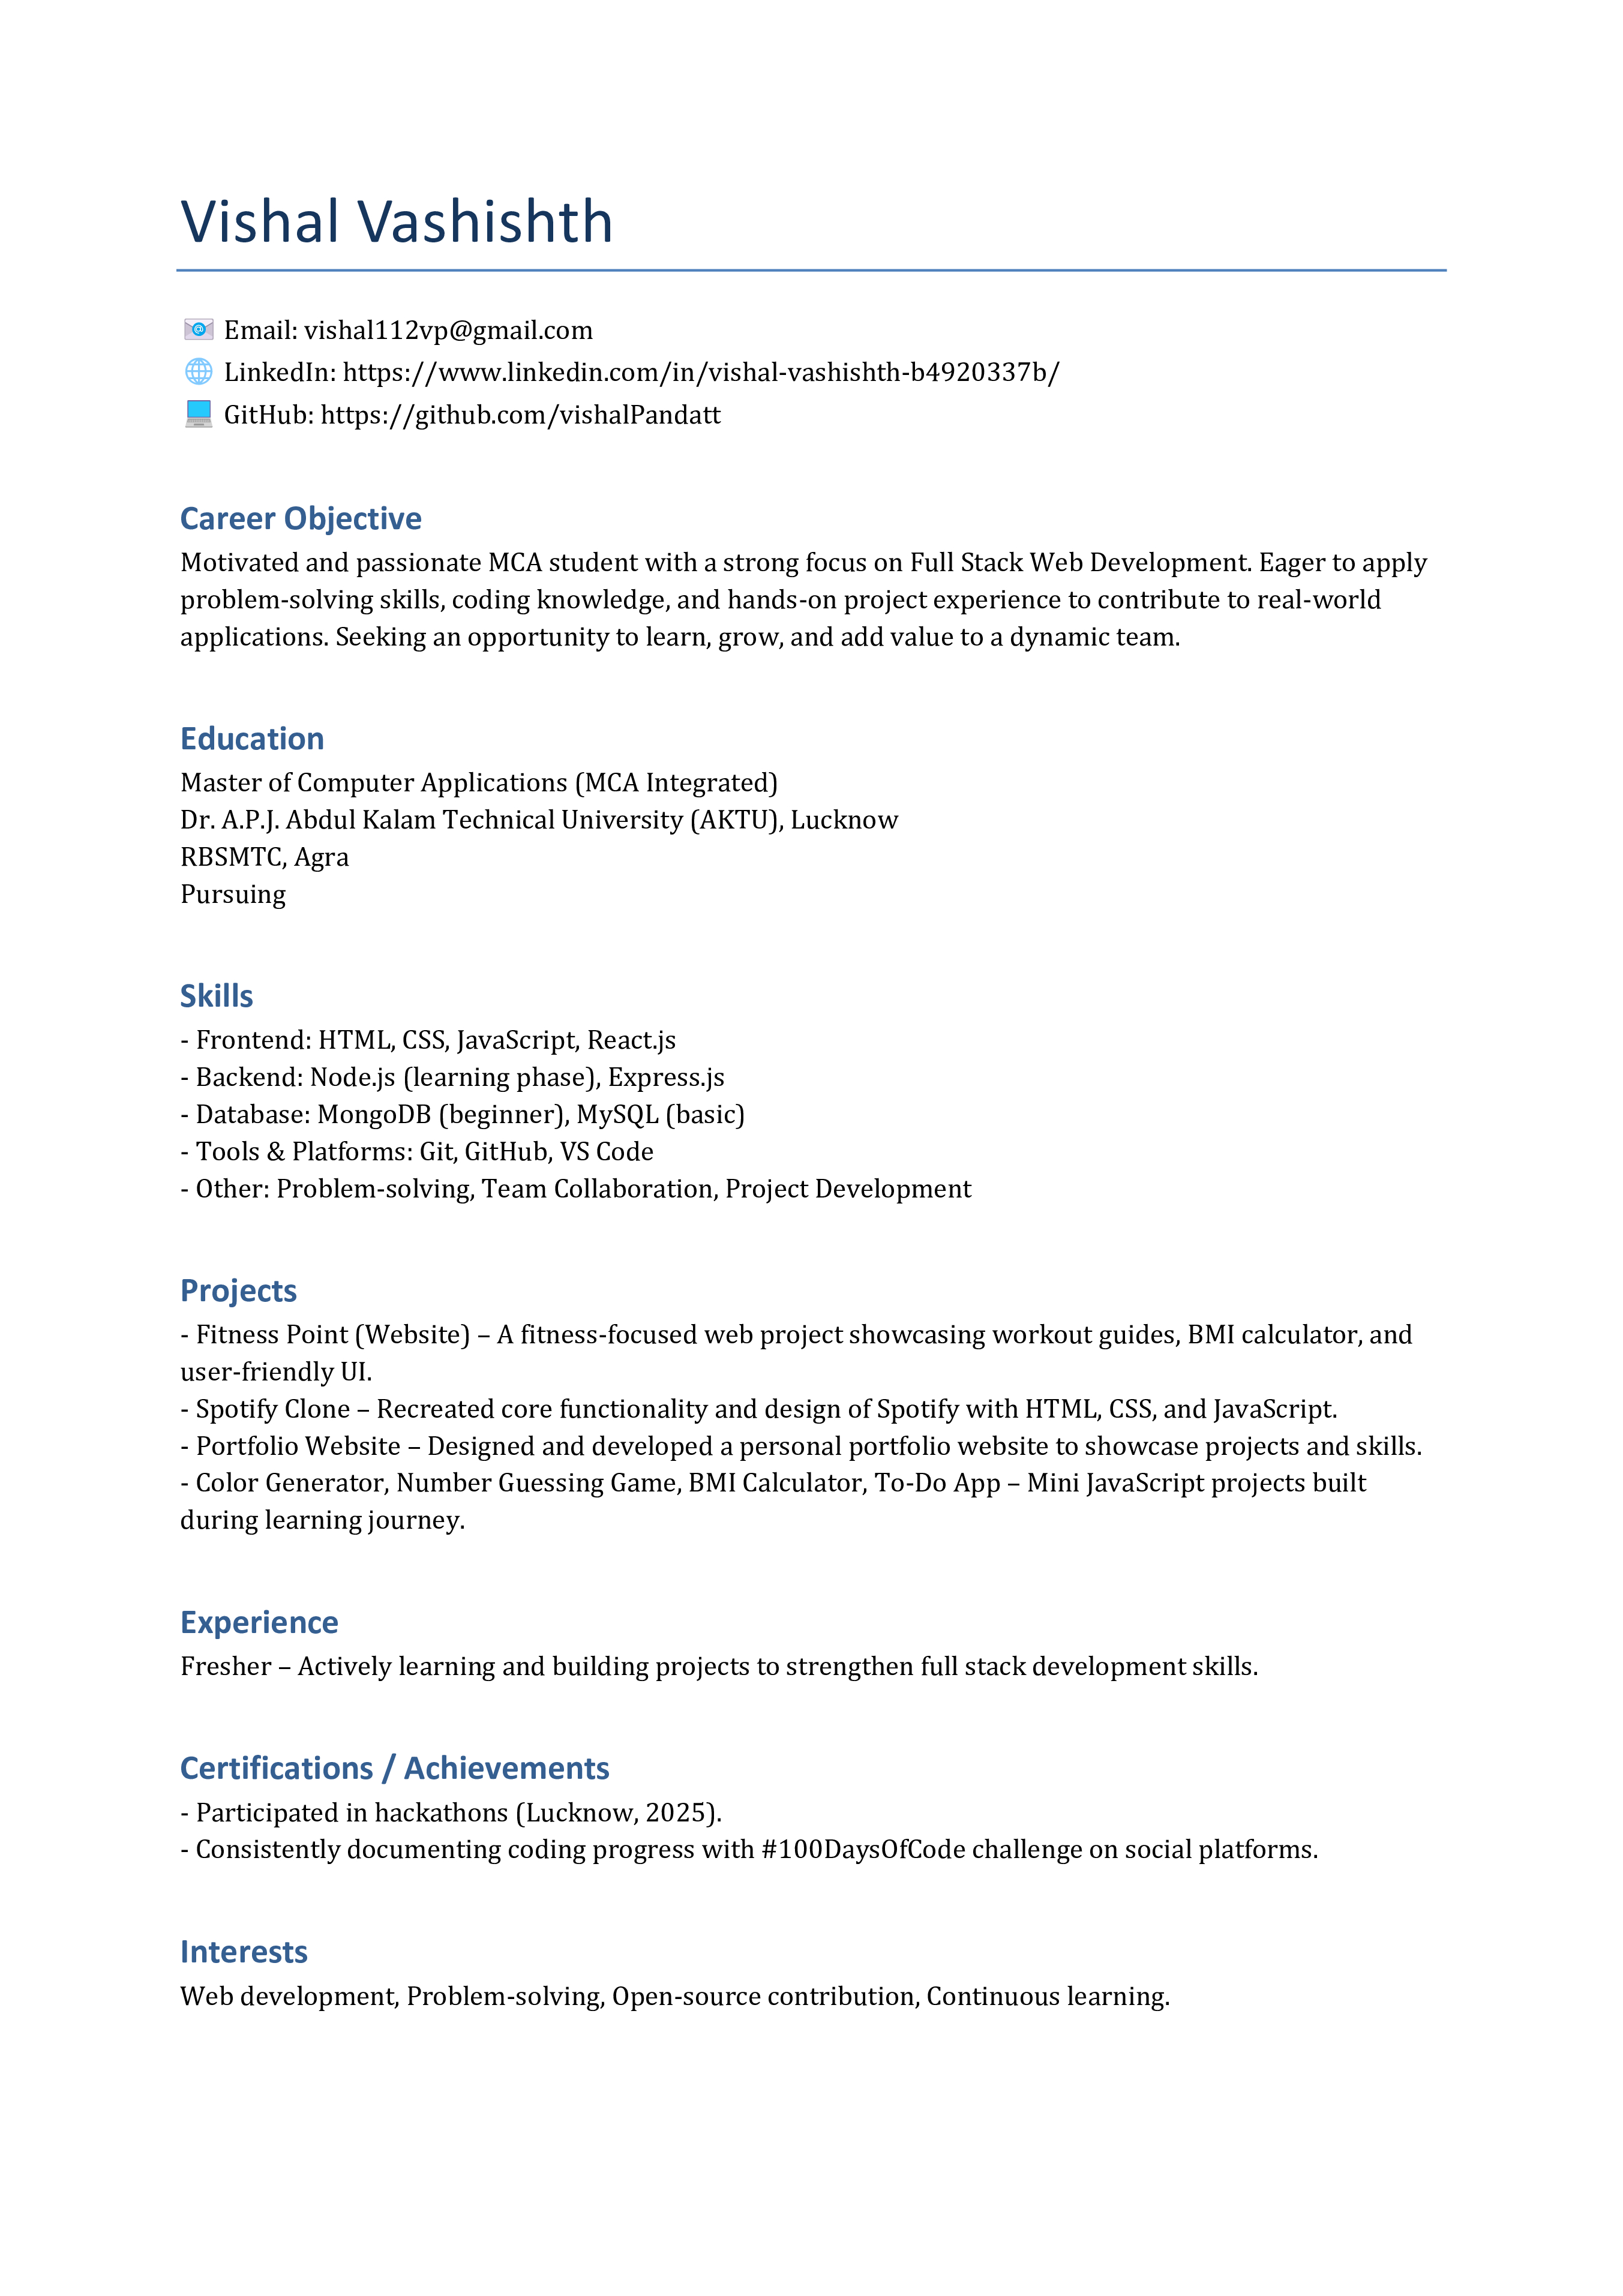 Vishal Vashishth
Email: vishal112vp@gmail.com
LinkedIn: https://www.linkedin.com/in/vishal-vashishth-b4920337b/
GitHub: https://github.com/vishalPandatt
Career Objective
Motivated and passionate MCA student with a strong focus on Full Stack Web Development. Eager to apply
problem-solving skills, coding knowledge, and hands-on project experience to contribute to real-world
applications. Seeking an opportunity to learn, grow, and add value to a dynamic team.
Education
Master of Computer Applications (MCA Integrated)
Dr. A.P.J. Abdul Kalam Technical University (AKTU), Lucknow
RBSMTC, Agra
Pursuing
Skills
- Frontend: HTML, CSS, JavaScript, React.js
- Backend: Node.js (learning phase), Express.js
- Database: MongoDB (beginner), MySQL (basic)
- Tools & Platforms: Git, GitHub, VS Code
- Other: Problem-solving, Team Collaboration, Project Development
Projects
- Fitness Point (Website) – A fitness-focused web project showcasing workout guides, BMI calculator, and
user-friendly UI.
- Spotify Clone – Recreated core functionality and design of Spotify with HTML, CSS, and JavaScript.
- Portfolio Website – Designed and developed a personal portfolio website to showcase projects and skills.
- Color Generator, Number Guessing Game, BMI Calculator, To-Do App – Mini JavaScript projects built
during learning journey.
Experience
Fresher – Actively learning and building projects to strengthen full stack development skills.
Certifications / Achievements
- Participated in hackathons (Lucknow, 2025).
- Consistently documenting coding progress with #100DaysOfCode challenge on social platforms.
Interests
Web development, Problem-solving, Open-source contribution, Continuous learning.